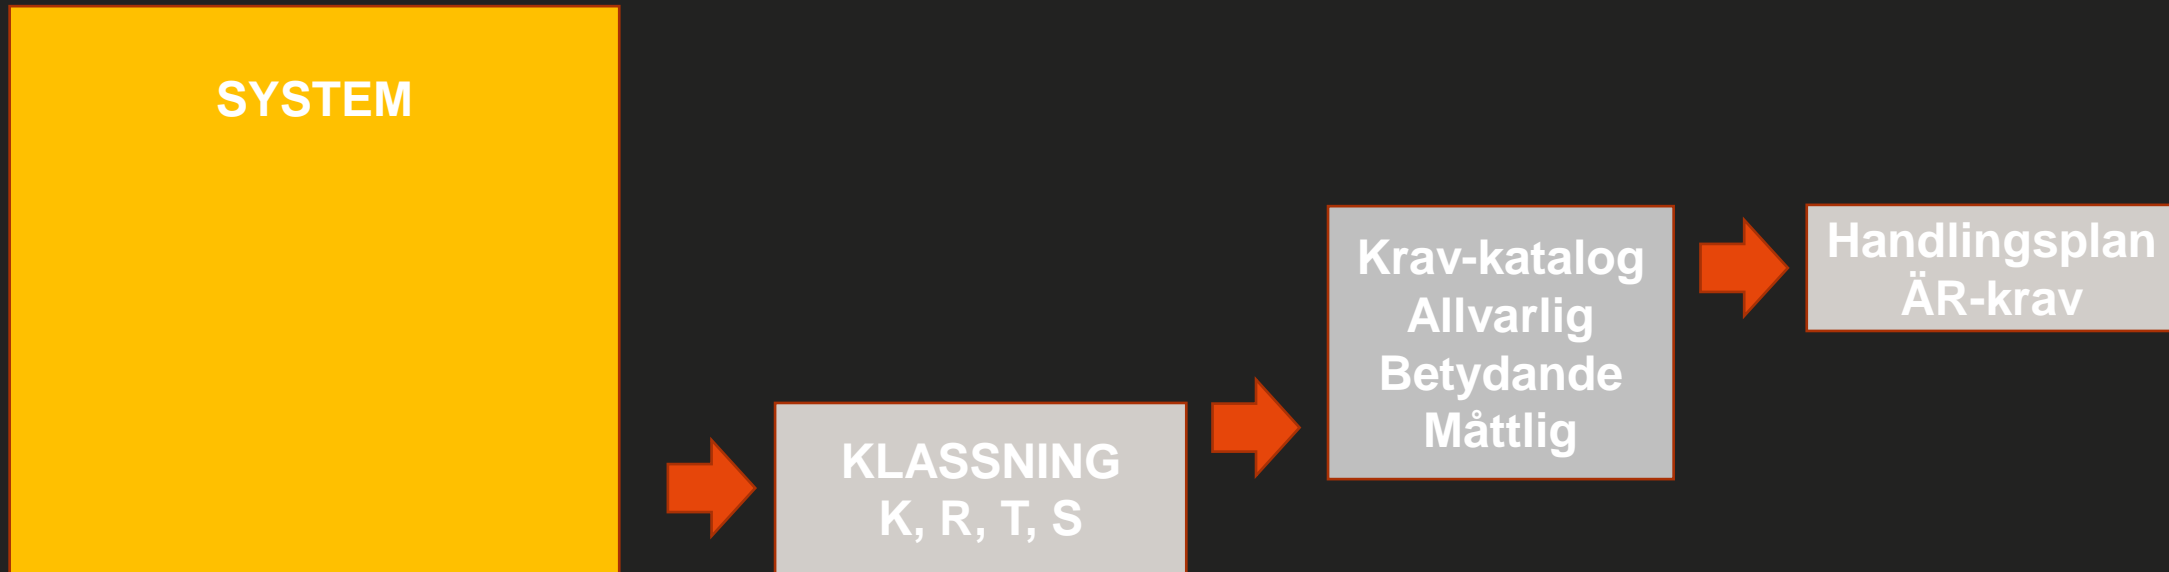 SYSTEM
KLASSNING
K, R, T, S
Krav-katalog
Allvarlig
Betydande
Måttlig
Handlingsplan
ÄR-krav